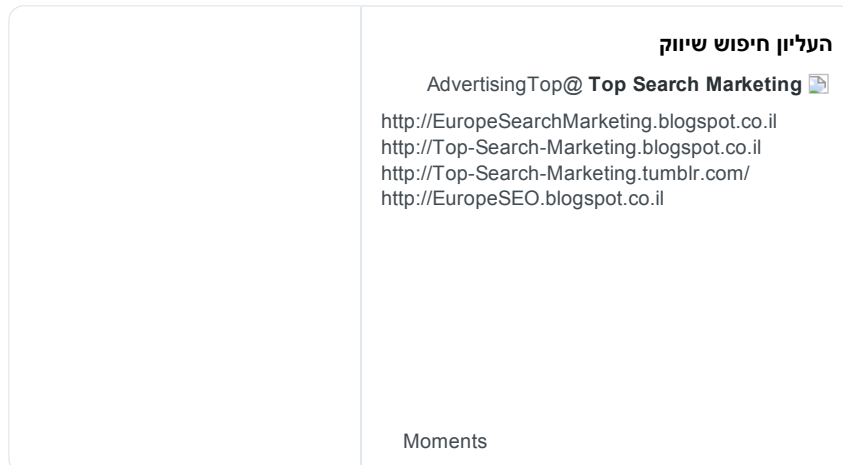 העליון חיפוש שיווק
Top Search Marketing @AdvertisingTop
http://EuropeSearchMarketing.blogspot.co.il
http://Top-Search-Marketing.blogspot.co.il
http://Top-Search-Marketing.tumblr.com/
http://EuropeSEO.blogspot.co.il
Moments